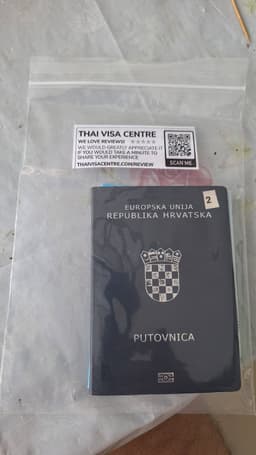 THAI VISA CENTRE
WE LOVE REVIEWS!
WE WOULD GREATLY APPRECIATE IT
IF YOU WOULD TAKE A MINUTE TO
SHARE YOUR EXPERIENCE
THAIVISACENTRE.COM/REVIEW
SCAN ME
2
EUROPSKA UNIJA
REPUBLIKA HRVATSKA
PUTOVNICA